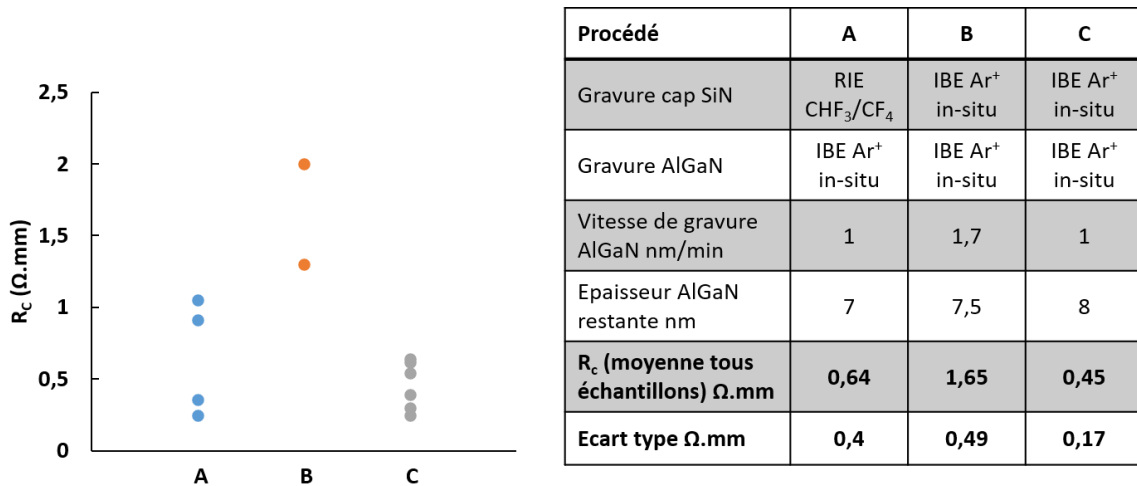 2,5
2
1,5
1
0,5
0
R_C (Ω.mm)
A B C
Procédé A B C
Gravure cap SiN RIE CHF₃/CF₄ IBE Ar⁺ in-situ IBE Ar⁺ in-situ
Gravure AlGaN IBE Ar⁺ in-situ IBE Ar⁺ in-situ IBE Ar⁺ in-situ
Vitesse de gravure AlGaN nm/min 1 1,7 1
Epaisseur AlGaN restante nm 7 7,5 8
R_c (moyenne tous échantillons) Ω.mm 0,64 1,65 0,45
Ecart type Ω.mm 0,4 0,49 0,17